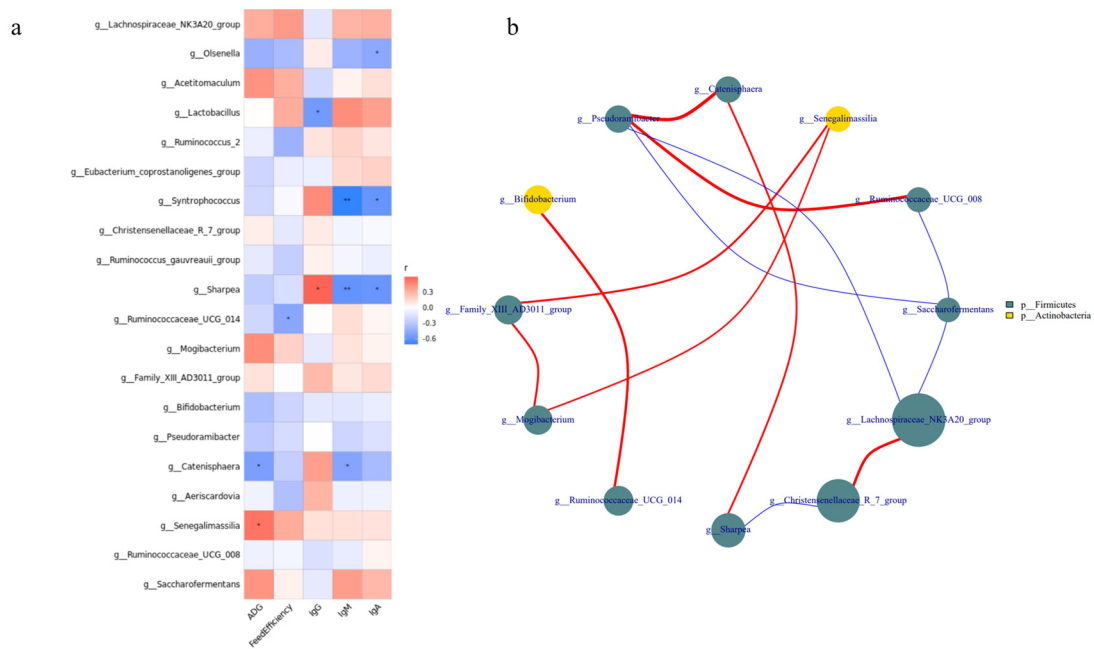 a
g__Lachnospiraceae_NK3A20_group
g__Olsenella
*
g__Acetitomaculum
g__Lactobacillus
*
g__Ruminococcus_2
g__Eubacterium_coprostanoligenes_group
g__Syntrophococcus
** *
g__Christensenellaceae_R_7_group
g__Ruminococcus_gauvreauii_group
g__Sharpea
* ** *
g__Ruminococcaceae_UCG_014
*
g__Mogibacterium
g__Family_XIII_AD3011_group
g__Bifidobacterium
g__Pseudoramibacter
g__Catenisphaera
* *
g__Aeriscardovia
g__Senegalimassilia
*
g__Ruminococcaceae_UCG_008
g__Saccharofermentans
ADG
FeedEfficiency
IgG
IgM
IgA
r
0.3
0.0
-0.3
-0.6
b
g__Catenisphaera
g__Pseudoramibacter
g__Senegalimassilia
g__Bifidobacterium
g__Ruminococcaceae_UCG_008
g__Family_XIII_AD3011_group
g__Saccharofermentans
g__Mogibacterium
g__Lachnospiraceae_NK3A20_group
g__Ruminococcaceae_UCG_014
g__Christensenellaceae_R_7_group
g__Sharpea
p__Firmicutes
p__Actinobacteria